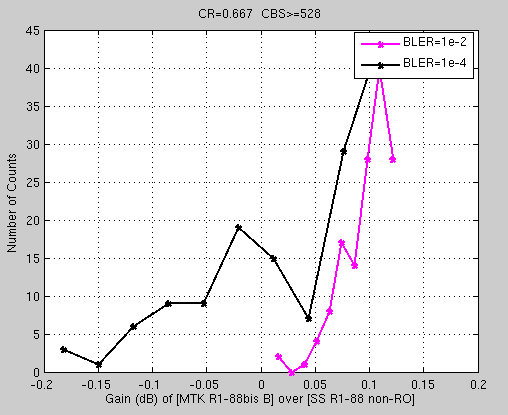 CR=0.667 CBS>=528
BLER=1e-2
BLER=1e-4
Number of Counts
45
40
35
30
25
20
15
10
5
0
-0.2 -0.15 -0.1 -0.05 0 0.05 0.1 0.15 0.2
Gain (dB) of [MTK R1-88bis B] over [SS R1-88 non-RO]